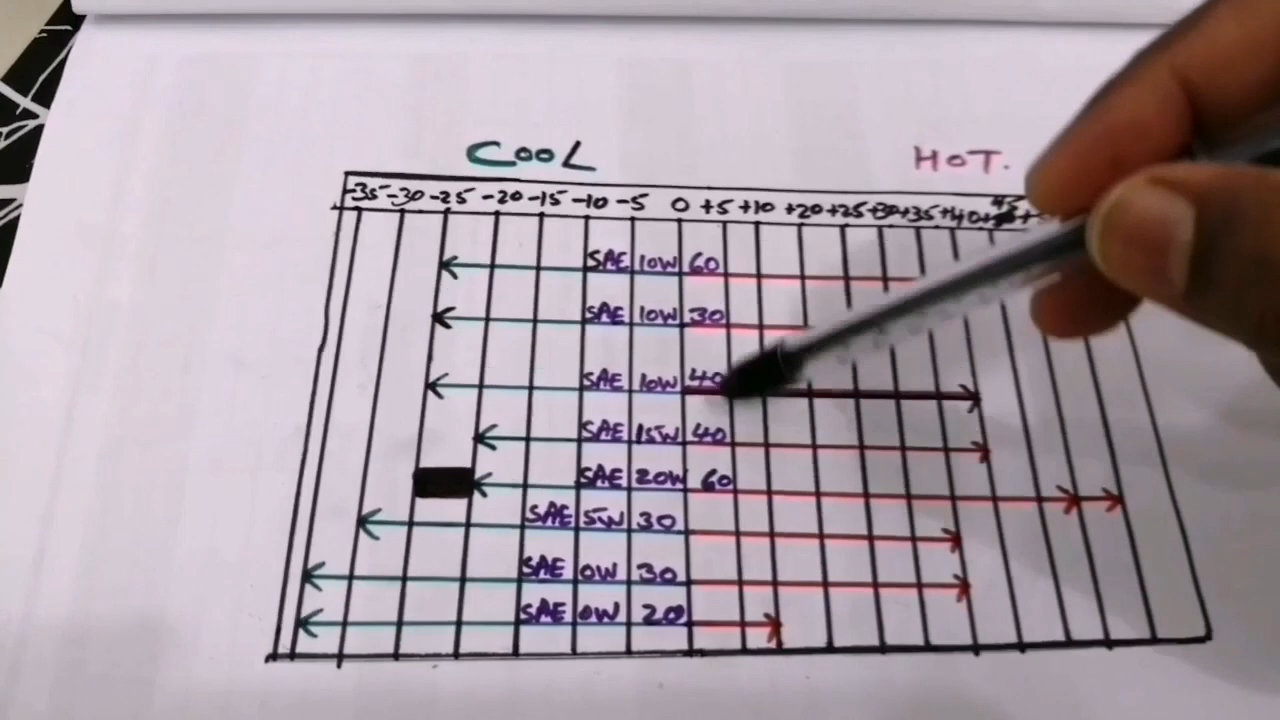 COOL HOT.
-35 -30 -25 -20 -15 -10 -5 0 +5 +10 +20 +25 +30 +35 +40 +45
SAE 10W 60
SAE 10W 30
SAE 10W 40
SAE 15W 40
SAE 20W 60
SAE 5W 30
SAE 0W 30
SAE 0W 20